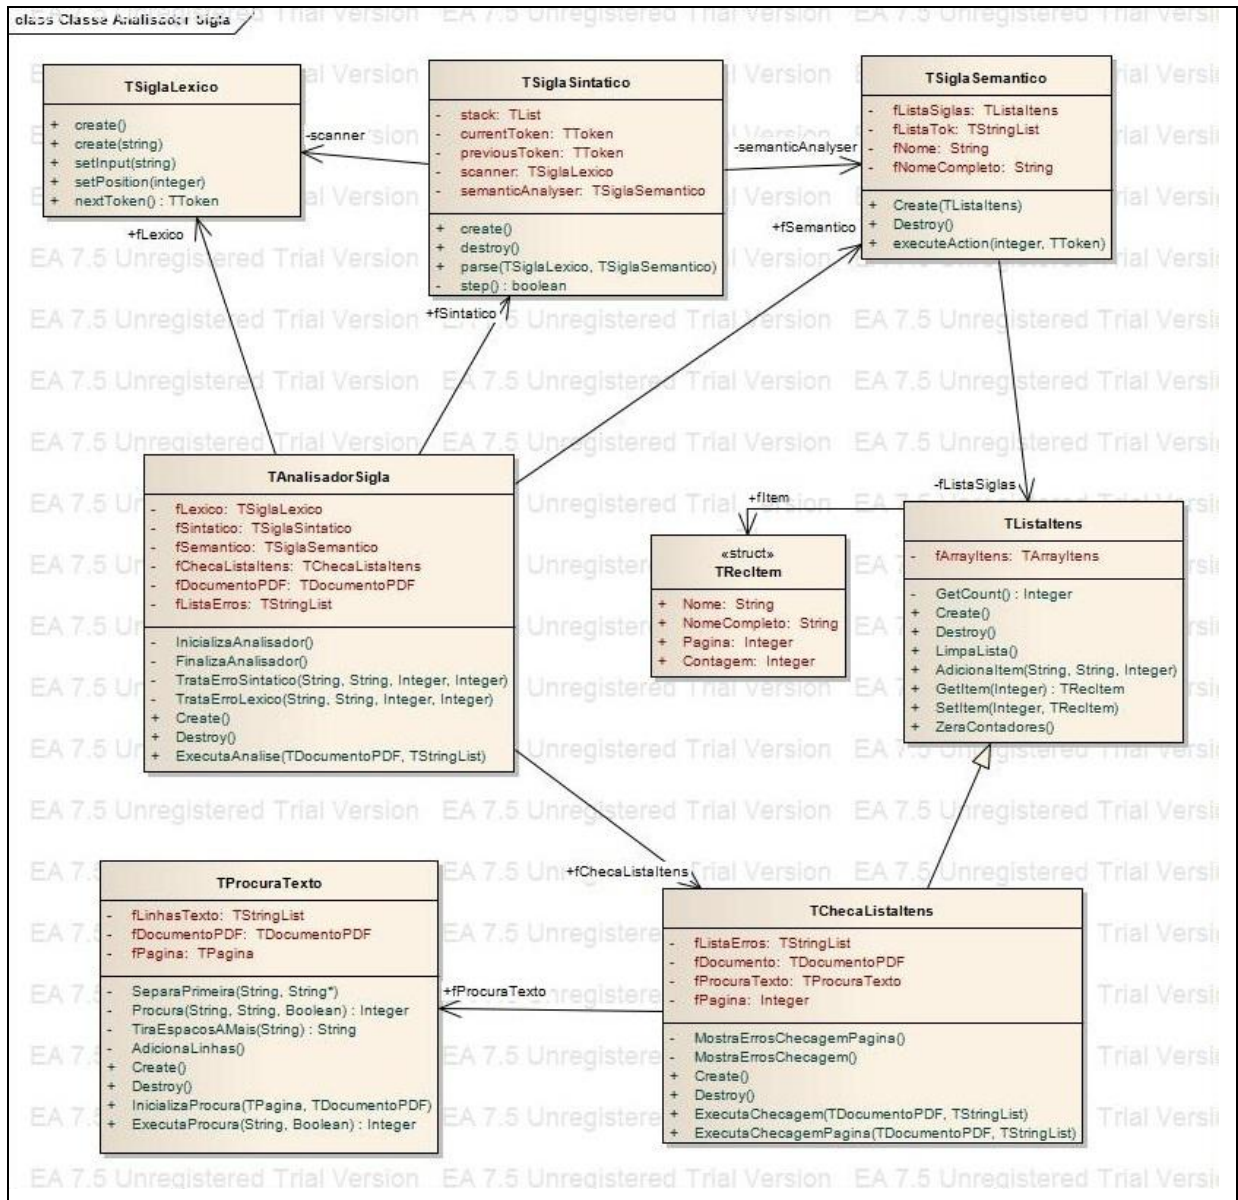 class Classe Analisador Sigla
TSiglaLexico
+ create()
+ create(string)
+ setInput(string)
+ setPosition(integer)
+ nextToken() : TToken
-scanner
TSiglaSintatico
- stack: TList
- currentToken: TToken
- previousToken: TToken
- scanner: TSiglaLexico
- semanticAnalyser: TSiglaSemantico
+ create()
+ destroy()
+ parse(TSiglaLexico, TSiglaSemantico)
- step() : boolean
-semanticAnalyser
TSiglaSemantico
- fListaSiglas: TListaItens
- fListaTok: TStringList
- fNome: String
- fNomeCompleto: String
+ Create(TListaItens)
+ Destroy()
+ executeAction(integer, TToken)
+fLexico
+fSintatico
+fSemantico
TAnalisadorSigla
- fLexico: TSiglaLexico
- fSintatico: TSiglaSintatico
- fSemantico: TSiglaSemantico
- fChecaListaItens: TChecaListaItens
- fDocumentoPDF: TDocumentoPDF
- fListaErros: TStringList
- InicializaAnalisador()
- FinalizaAnalisador()
- TrataErroSintatico(String, String, Integer, Integer)
- TrataErroLexico(String, String, Integer, Integer)
+ Create()
+ Destroy()
+ ExecutaAnalise(TDocumentoPDF, TStringList)
+fItem
«struct»
TRecItem
+ Nome: String
+ NomeCompleto: String
+ Pagina: Integer
+ Contagem: Integer
-fListaSiglas
TListaItens
- fArrayItens: TArrayItens
- GetCount() : Integer
+ Create()
+ Destroy()
+ LimpaLista()
+ AdicionaItem(String, String, Integer)
+ GetItem(Integer) : TRecItem
+ SetItem(Integer, TRecItem)
+ ZeraContadores()
+fChecaListaItens
TProcuraTexto
- fLinhasTexto: TStringList
- fDocumentoPDF: TDocumentoPDF
- fPagina: TPagina
- SeparaPrimeira(String, String*)
- Procura(String, String, Boolean) : Integer
- TiraEspacosAMais(String) : String
- AdicionaLinhas()
+ Create()
+ Destroy()
+ InicializaProcura(TPagina, TDocumentoPDF)
+ ExecutaProcura(String, Boolean) : Integer
+fProcuraTexto
TChecaListaItens
- fListaErros: TStringList
- fDocumento: TDocumentoPDF
- fProcuraTexto: TProcuraTexto
- fPagina: Integer
- MostraErrosChecagemPagina()
- MostraErrosChecagem()
+ Create()
+ Destroy()
+ ExecutaChecagem(TDocumentoPDF, TStringList)
+ ExecutaChecagemPagina(TDocumentoPDF, TStringList)
EA 7.5 Unregistered Trial Version